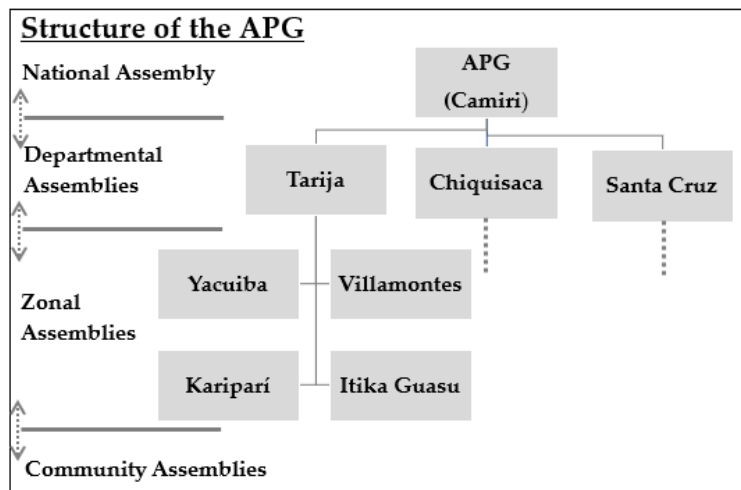 Structure of the APG
National Assembly
APG
(Camiri)
Departmental
Assemblies
Tarija
Chiquisaca
Santa Cruz
Zonal
Assemblies
Yacuiba
Villamontes
Kariparí
Itika Guasu
Community Assemblies